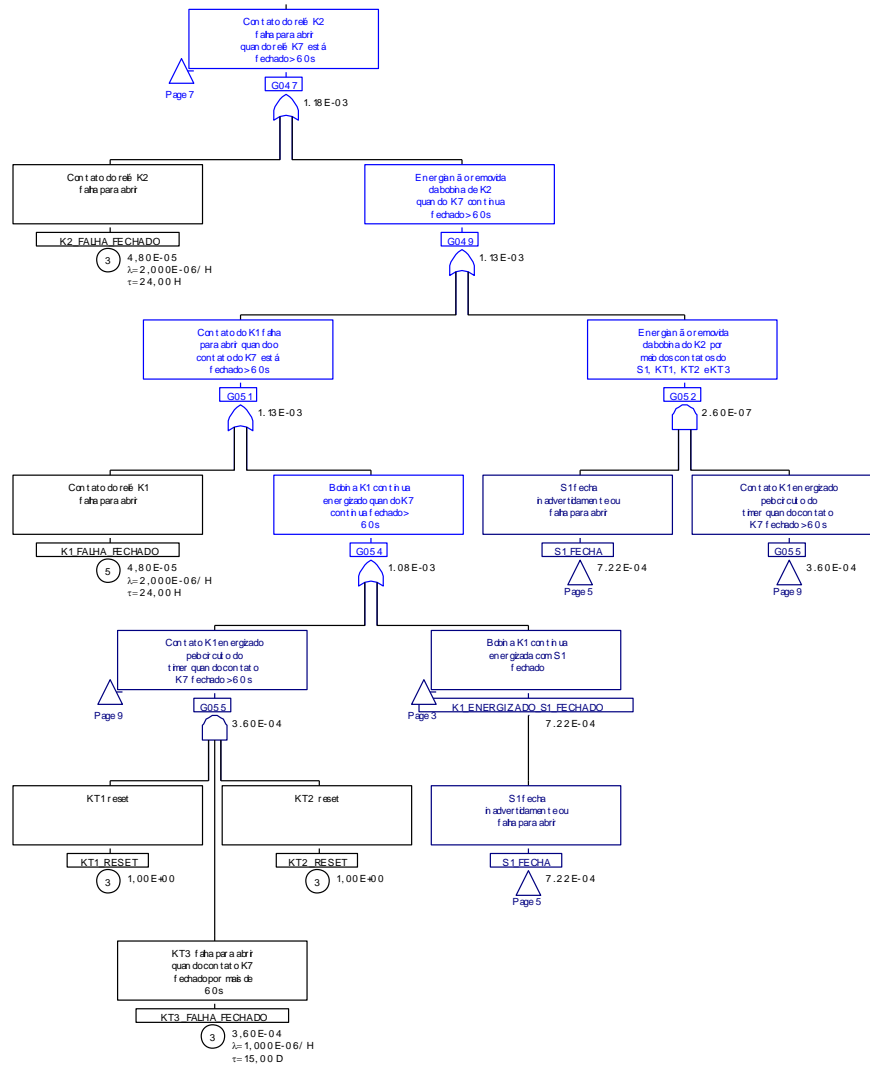 Contato do relé K2
falha para abrir
quando relé K7 está
fechado > 60s
Page 7
G047
1.18E-03
Contato do relé K2
falha para abrir
K2_FALHA_FECHADO
3
4,80E-05
λ=2,000E-06/ H
τ=24,00 H
Energia não removida
da bobina de K2
quando K7 continua
fechado > 60s
G049
1.13E-03
Contato do K1 falha
para abrir quando o
contato do K7 está
fechado > 60s
G051
1.13E-03
Energia não removida
da bobina do K2 por
meio dos contatos do
S1, KT1, KT2 e KT3
G052
2.60E-07
Contato do relé K1
falha para abrir
K1_FALHA_FECHADO
5
4,80E-05
λ=2,000E-06/ H
τ=24,00 H
Bobina K1 continua
energizado quando K7
continua fechado >
60s
G054
1.08E-03
S1 fecha
inadvertidamente ou
falha para abrir
S1_FECHA
7.22E-04
Page 5
Contato K1 energizado
pelo circulo do
timer quando contato
K7 fechado > 60s
G055
3.60E-04
Page 9
Contato K1 energizado
pelo circulo do
timer quando contato
K7 fechado > 60s
Page 9
G055
3.60E-04
Bobina K1 continua
energizada com S1
fechado
Page 3
K1_ENERGIZADO_S1_FECHADO
7.22E-04
KT1 reset
KT1_RESET
3
1,00E+00
KT2 reset
KT2_RESET
3
1,00E+00
S1 fecha
inadvertidamente ou
falha para abrir
S1_FECHA
7.22E-04
Page 5
KT3 falha para abrir
quando contato K7
fechado por mais de
60s
KT3_FALHA_FECHADO
3
3,60E-04
λ=1,000E-06/ H
τ=15,00 D